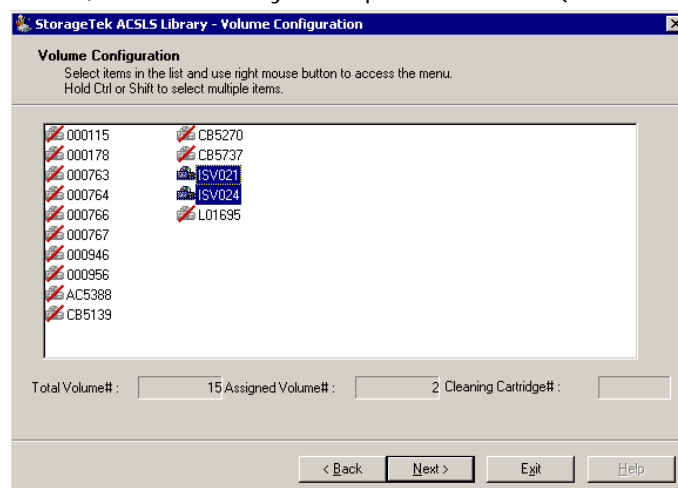 StorageTek ACSLS Library - Volume Configuration
Volume Configuration
Select items in the list and use right mouse button to access the menu.
Hold Ctrl or Shift to select multiple items.
000115 CB5270
000178 CB5737
000763 ISV021
000764 ISV024
000766 L01695
000767
000946
000956
AC5388
CB5139
Total Volume# : 15 Assigned Volume# : 2 Cleaning Cartridge# :
< Back Next > Exit Help